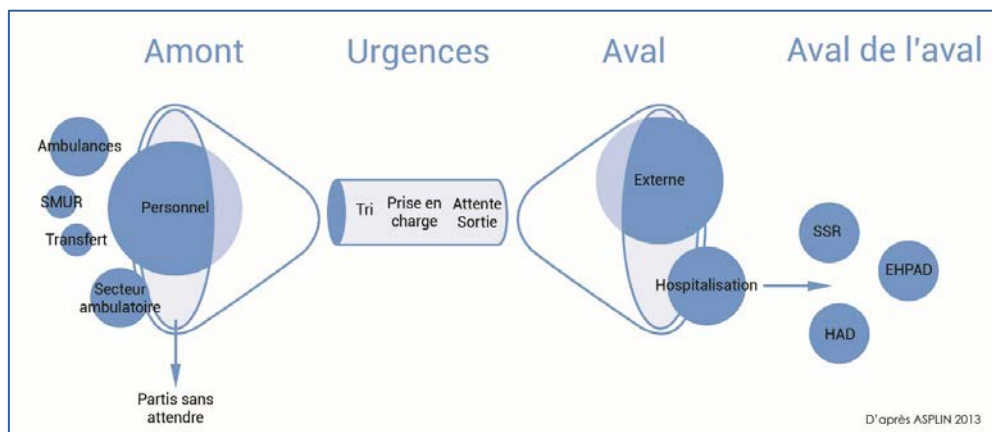 Amont
Urgences
Aval
Aval de l'aval
Ambulances
SMUR
Transfert
Secteur
ambulatoire
Personnel
Partis sans
attendre
Tri
Prise en
charge
Attente
Sortie
Externe
Hospitalisation
SSR
EHPAD
HAD
D'après ASPLIN 2013